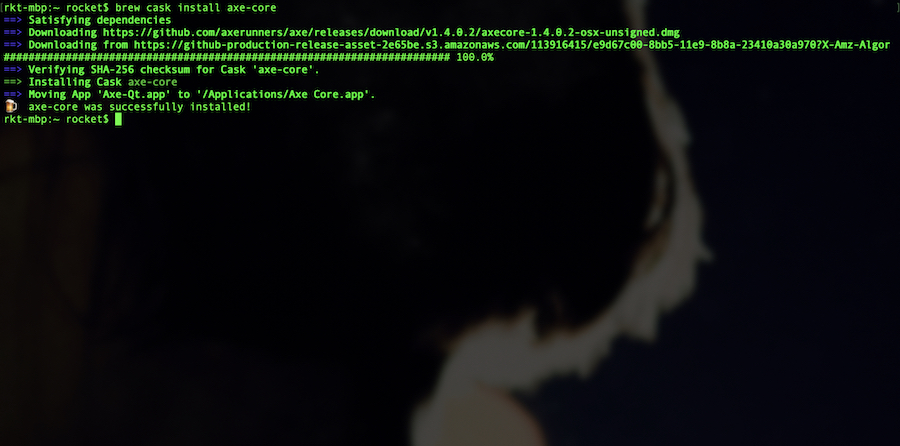 rkt-mbp:~ rocket$ brew cask install axe-core
==> Satisfying dependencies
==> Downloading https://github.com/axerunners/axe/releases/download/v1.4.0.2/axecore-1.4.0.2-osx-unsigned.dmg
==> Downloading from https://github-production-release-asset-2e65be.s3.amazonaws.com/113916415/e9d67c00-8bb5-11e9-8b8a-23410a30a970?X-Amz-Algor
######################################################################## 100.0%
==> Verifying SHA-256 checksum for Cask 'axe-core'.
==> Installing Cask axe-core
==> Moving App 'Axe-Qt.app' to '/Applications/Axe Core.app'.
🍺  axe-core was successfully installed!
rkt-mbp:~ rocket$